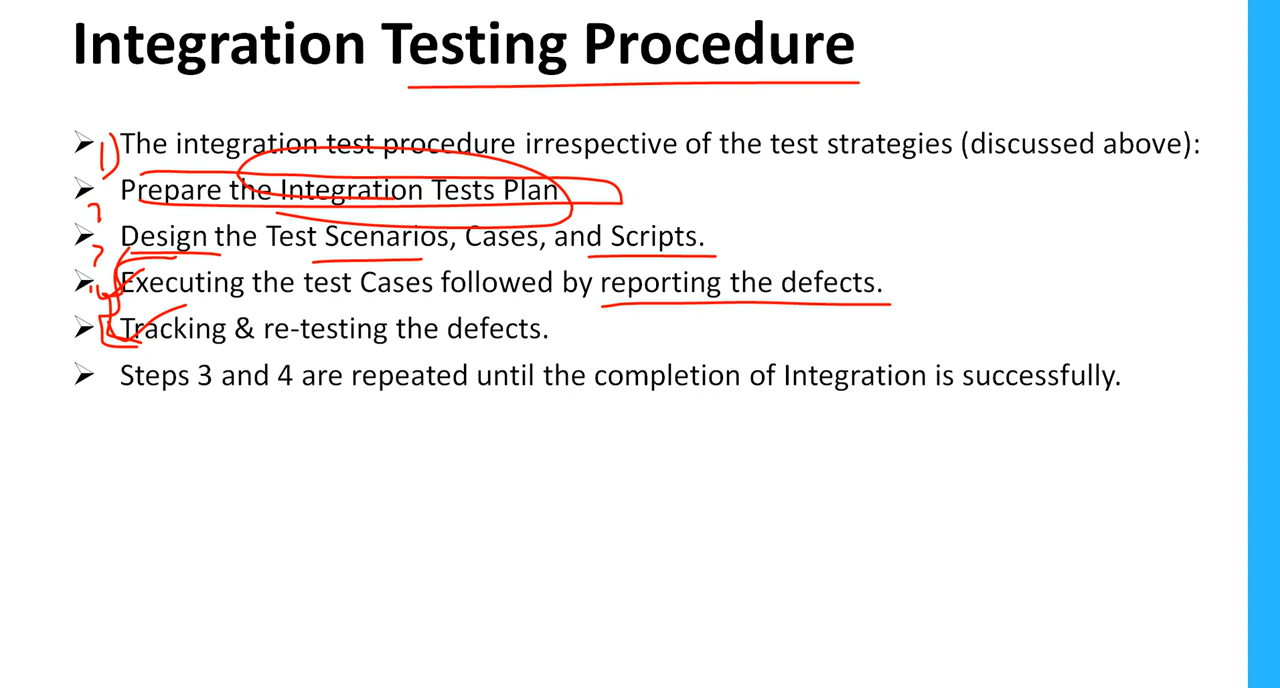 Integration Testing Procedure
➢ 1) The integration test procedure irrespective of the test strategies (discussed above):
➢ Prepare the Integration Tests Plan
➢ Design the Test Scenarios, Cases, and Scripts.
➢ Executing the test Cases followed by reporting the defects.
➢ Tracking & re-testing the defects.
➢ Steps 3 and 4 are repeated until the completion of Integration is successfully.